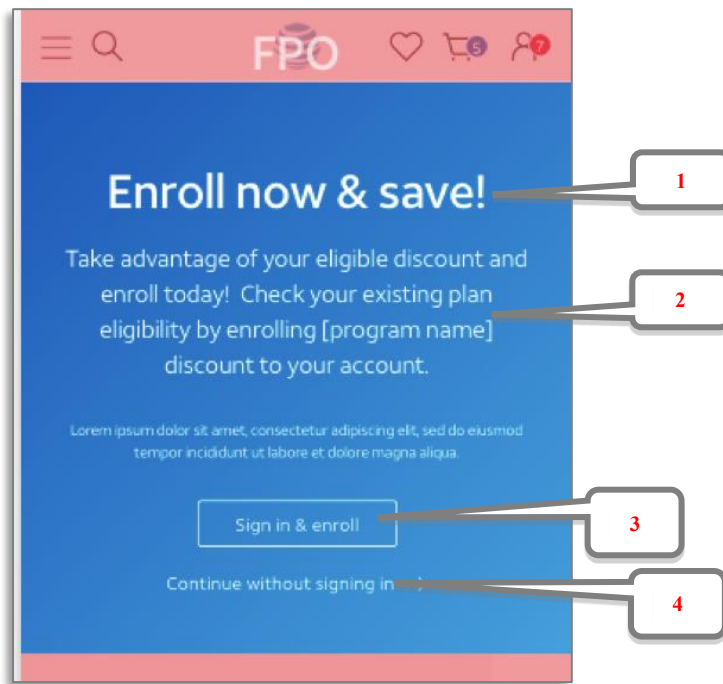 FPO
5
7
Enroll now & save!
1
Take advantage of your eligible discount and
enroll today! Check your existing plan
eligibility by enrolling [program name]
discount to your account.
2
Lorem ipsum dolor sit amet, consectetur adipiscing elit, sed do eiusmod
tempor incididunt ut labore et dolore magna aliqua.
Sign in & enroll
3
Continue without signing in
4